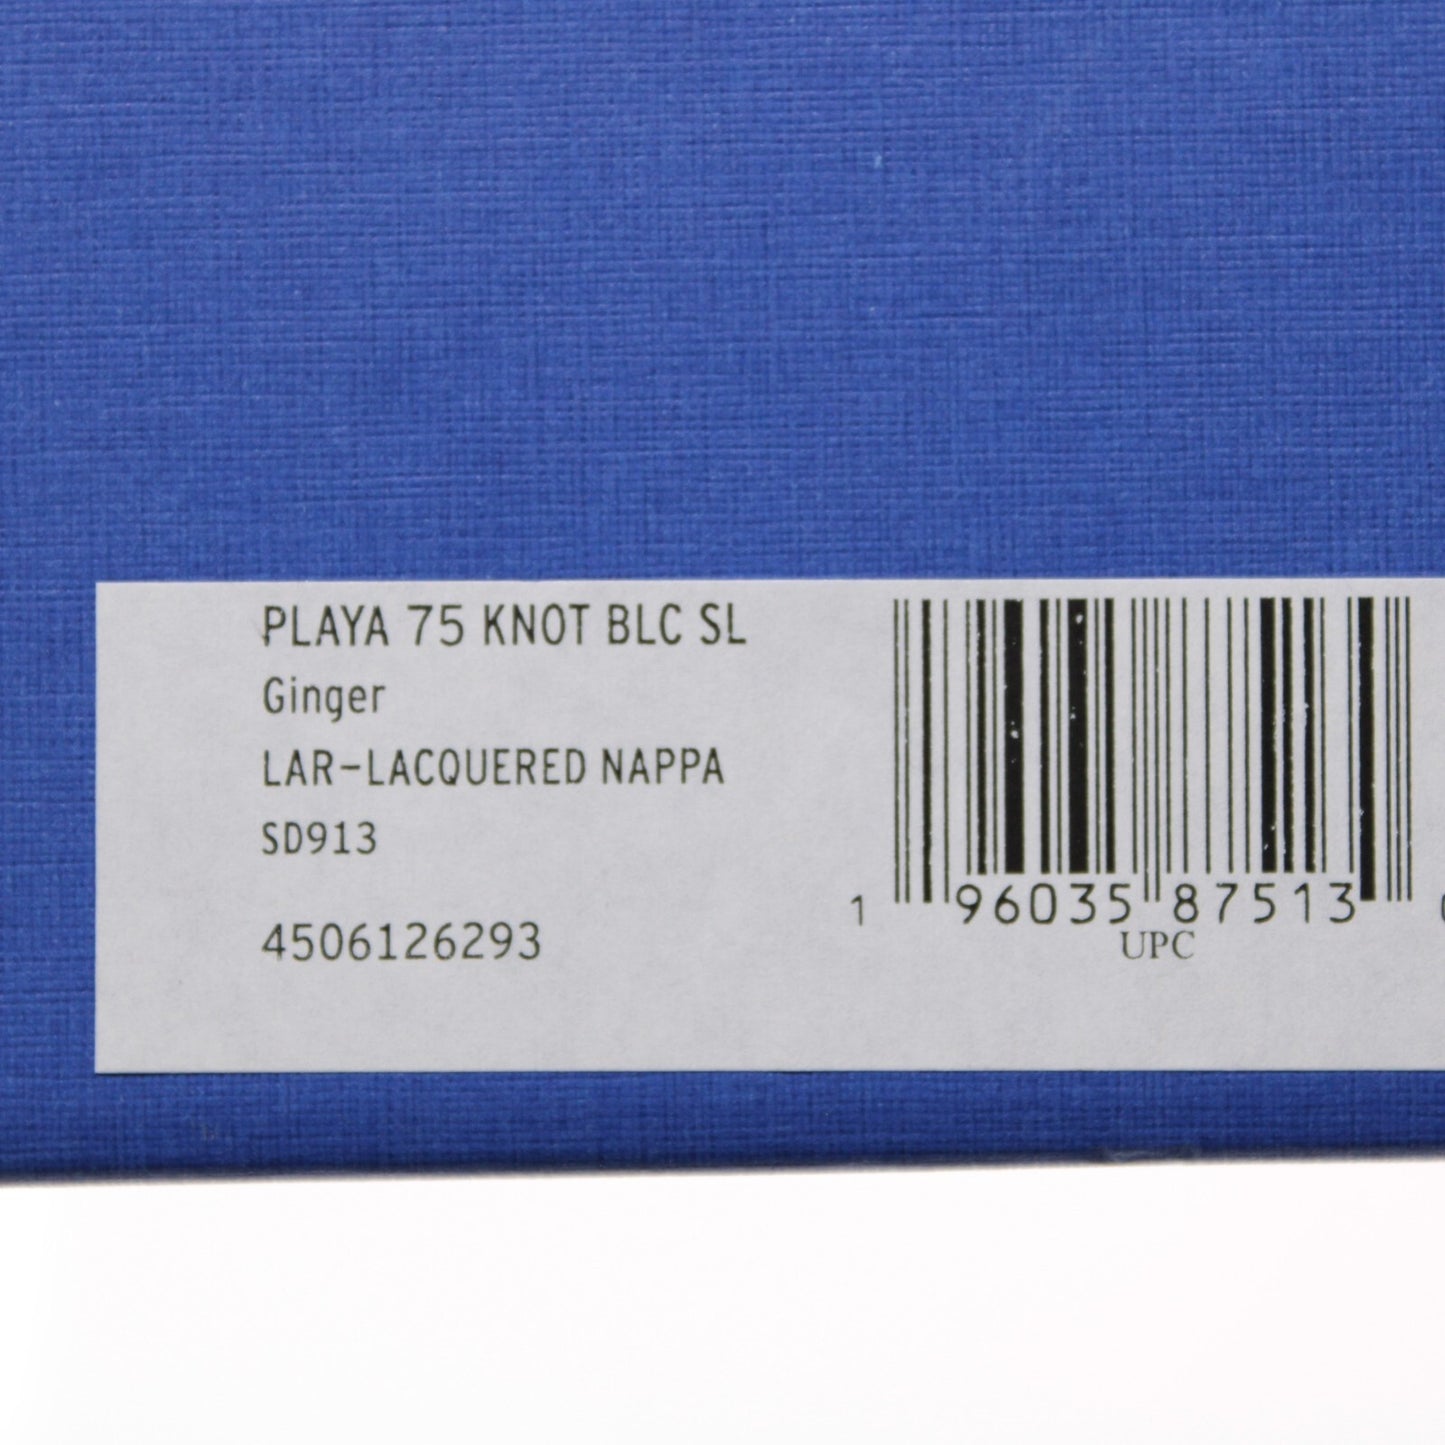 PLAYA 75 KNOT BLC SL
Ginger
LAR-LACQUERED NAPPA
SD913
4506126293
1 96035 87513
UPC